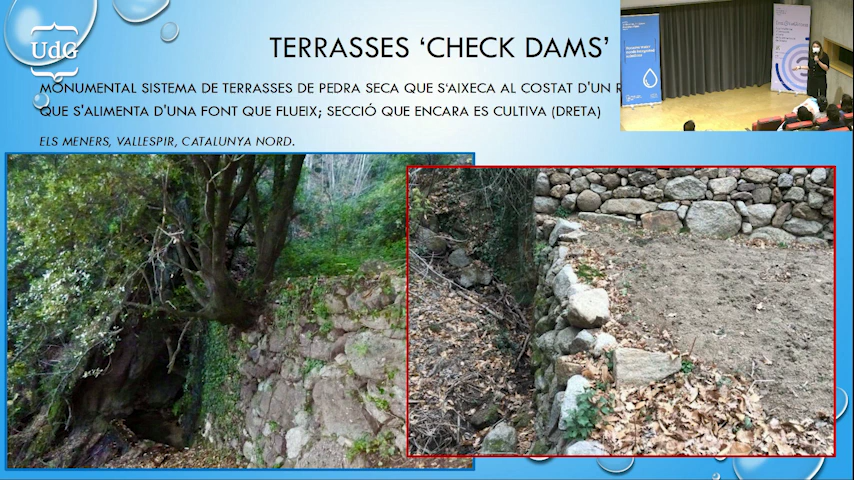 UdG
TERRASSES ‘CHECK DAMS’
MONUMENTAL SISTEMA DE TERRASSES DE PEDRA SECA QUE S'AIXECA AL COSTAT D'UN
QUE S'ALIMENTA D'UNA FONT QUE FLUEIX; SECCIÓ QUE ENCARA ES CULTIVA (DRETA)
ELS MENERS, VALLESPIR, CATALUNYA NORD.